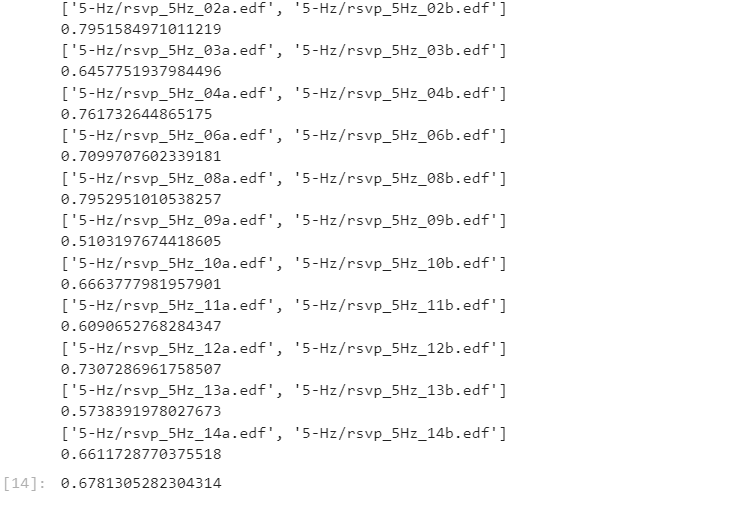 ['5-Hz/rsvp_5Hz_02a.edf', '5-Hz/rsvp_5Hz_02b.edf']
0.7951584971011219
['5-Hz/rsvp_5Hz_03a.edf', '5-Hz/rsvp_5Hz_03b.edf']
0.6457751937984496
['5-Hz/rsvp_5Hz_04a.edf', '5-Hz/rsvp_5Hz_04b.edf']
0.761732644865175
['5-Hz/rsvp_5Hz_06a.edf', '5-Hz/rsvp_5Hz_06b.edf']
0.7099707602339181
['5-Hz/rsvp_5Hz_08a.edf', '5-Hz/rsvp_5Hz_08b.edf']
0.7952951010538257
['5-Hz/rsvp_5Hz_09a.edf', '5-Hz/rsvp_5Hz_09b.edf']
0.5103197674418605
['5-Hz/rsvp_5Hz_10a.edf', '5-Hz/rsvp_5Hz_10b.edf']
0.6663777981957901
['5-Hz/rsvp_5Hz_11a.edf', '5-Hz/rsvp_5Hz_11b.edf']
0.6090652768284347
['5-Hz/rsvp_5Hz_12a.edf', '5-Hz/rsvp_5Hz_12b.edf']
0.7307286961758507
['5-Hz/rsvp_5Hz_13a.edf', '5-Hz/rsvp_5Hz_13b.edf']
0.5738391978027673
['5-Hz/rsvp_5Hz_14a.edf', '5-Hz/rsvp_5Hz_14b.edf']
0.6611728770375518
[14]: 0.6781305282304314